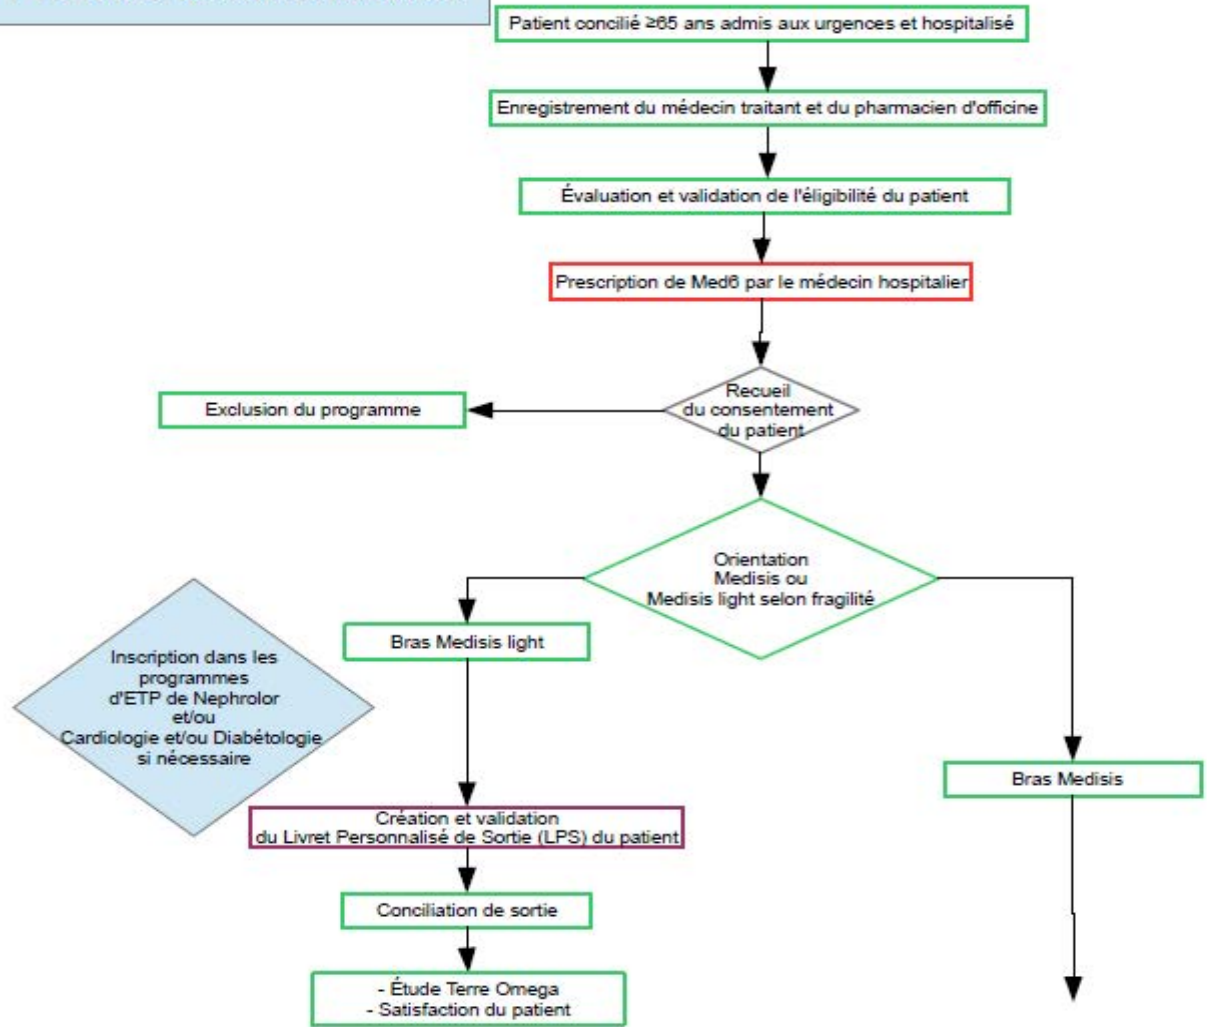 Patient concilié ≥65 ans admis aux urgences et hospitalisé
Enregistrement du médecin traitant et du pharmacien d'officine
Évaluation et validation de l'éligibilité du patient
Prescription de Med6 par le médecin hospitalier
Recueil
du consentement
du patient
Exclusion du programme
Orientation
Medisis ou
Medisis light selon fragilité
Bras Medisis light
Inscription dans les
programmes
d'ETP de Nephrolor
et/ou
Cardiologie et/ou Diabétologie
si nécessaire
Bras Medisis
Création et validation
du Livret Personnalisé de Sortie (LPS) du patient
Conciliation de sortie
- Étude Terre Omega
- Satisfaction du patient